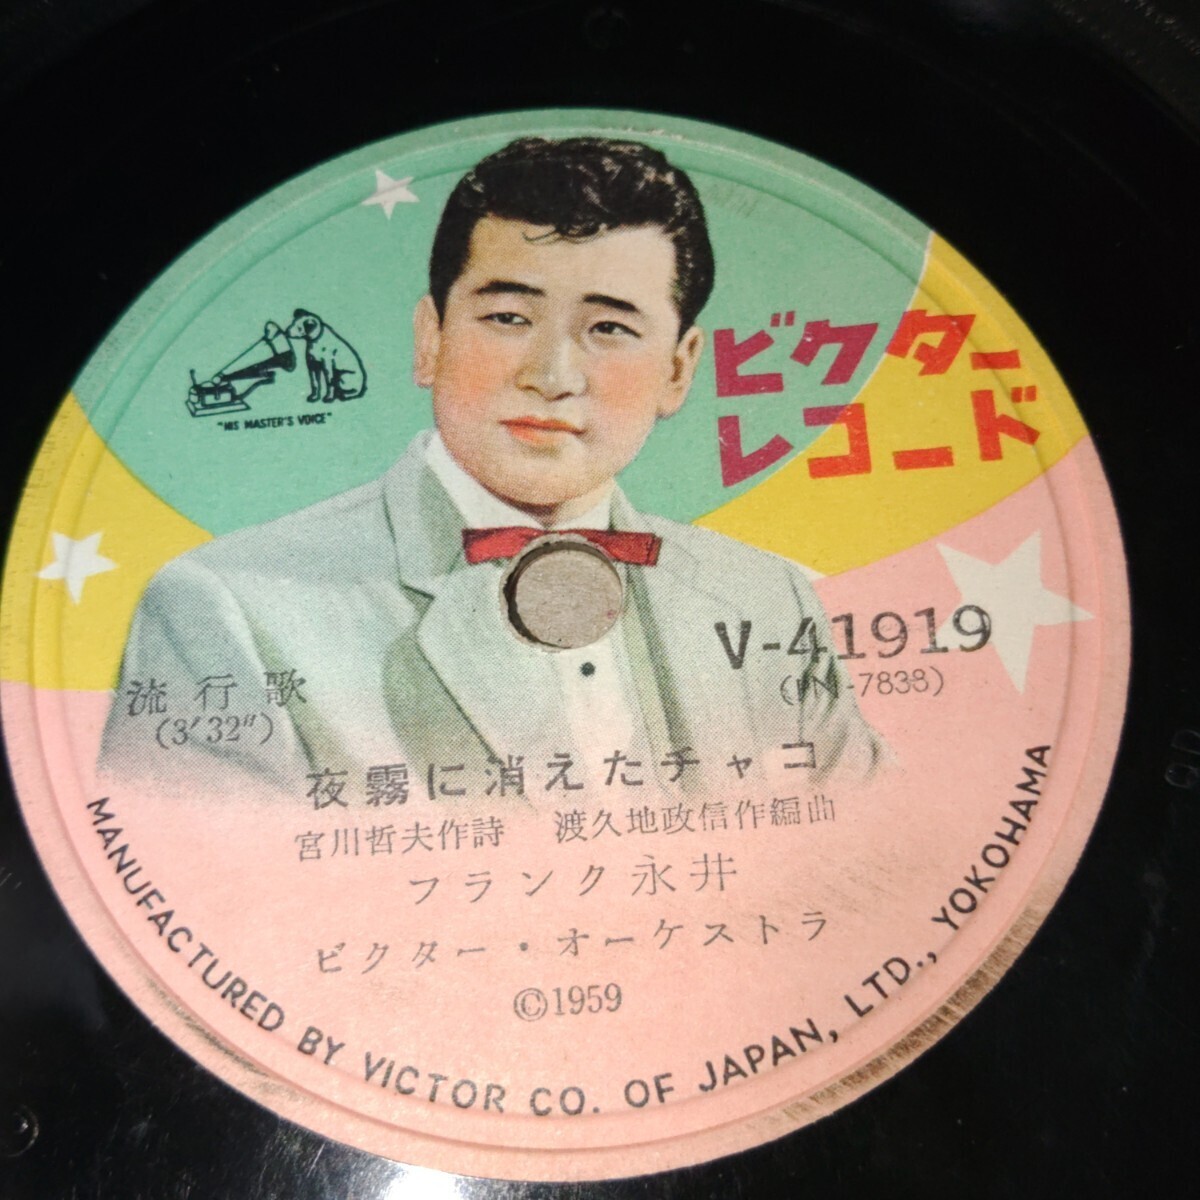 "HIS MASTER'S VOICE"
ビクター
レコード
V-41919
(PN-7838)
流行歌
(3'32")
夜霧に消えたチャコ
宮川哲夫作詩 渡久地政信作編曲
フランク永井
ビクター・オーケストラ
©1959
MANUFACTURED BY VICTOR CO. OF JAPAN, LTD., YOKOHAMA